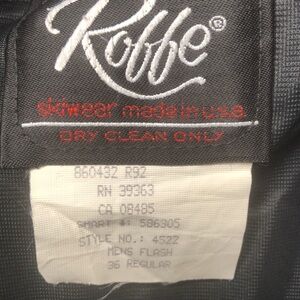 Roffe®
skiwear made in u.s.a.
DRY CLEAN ONLY
860432 R92
RN 39363
CA 08485
SMART #: 586305
STYLE NO.: 4522
MENS FLASH
36 REGULAR